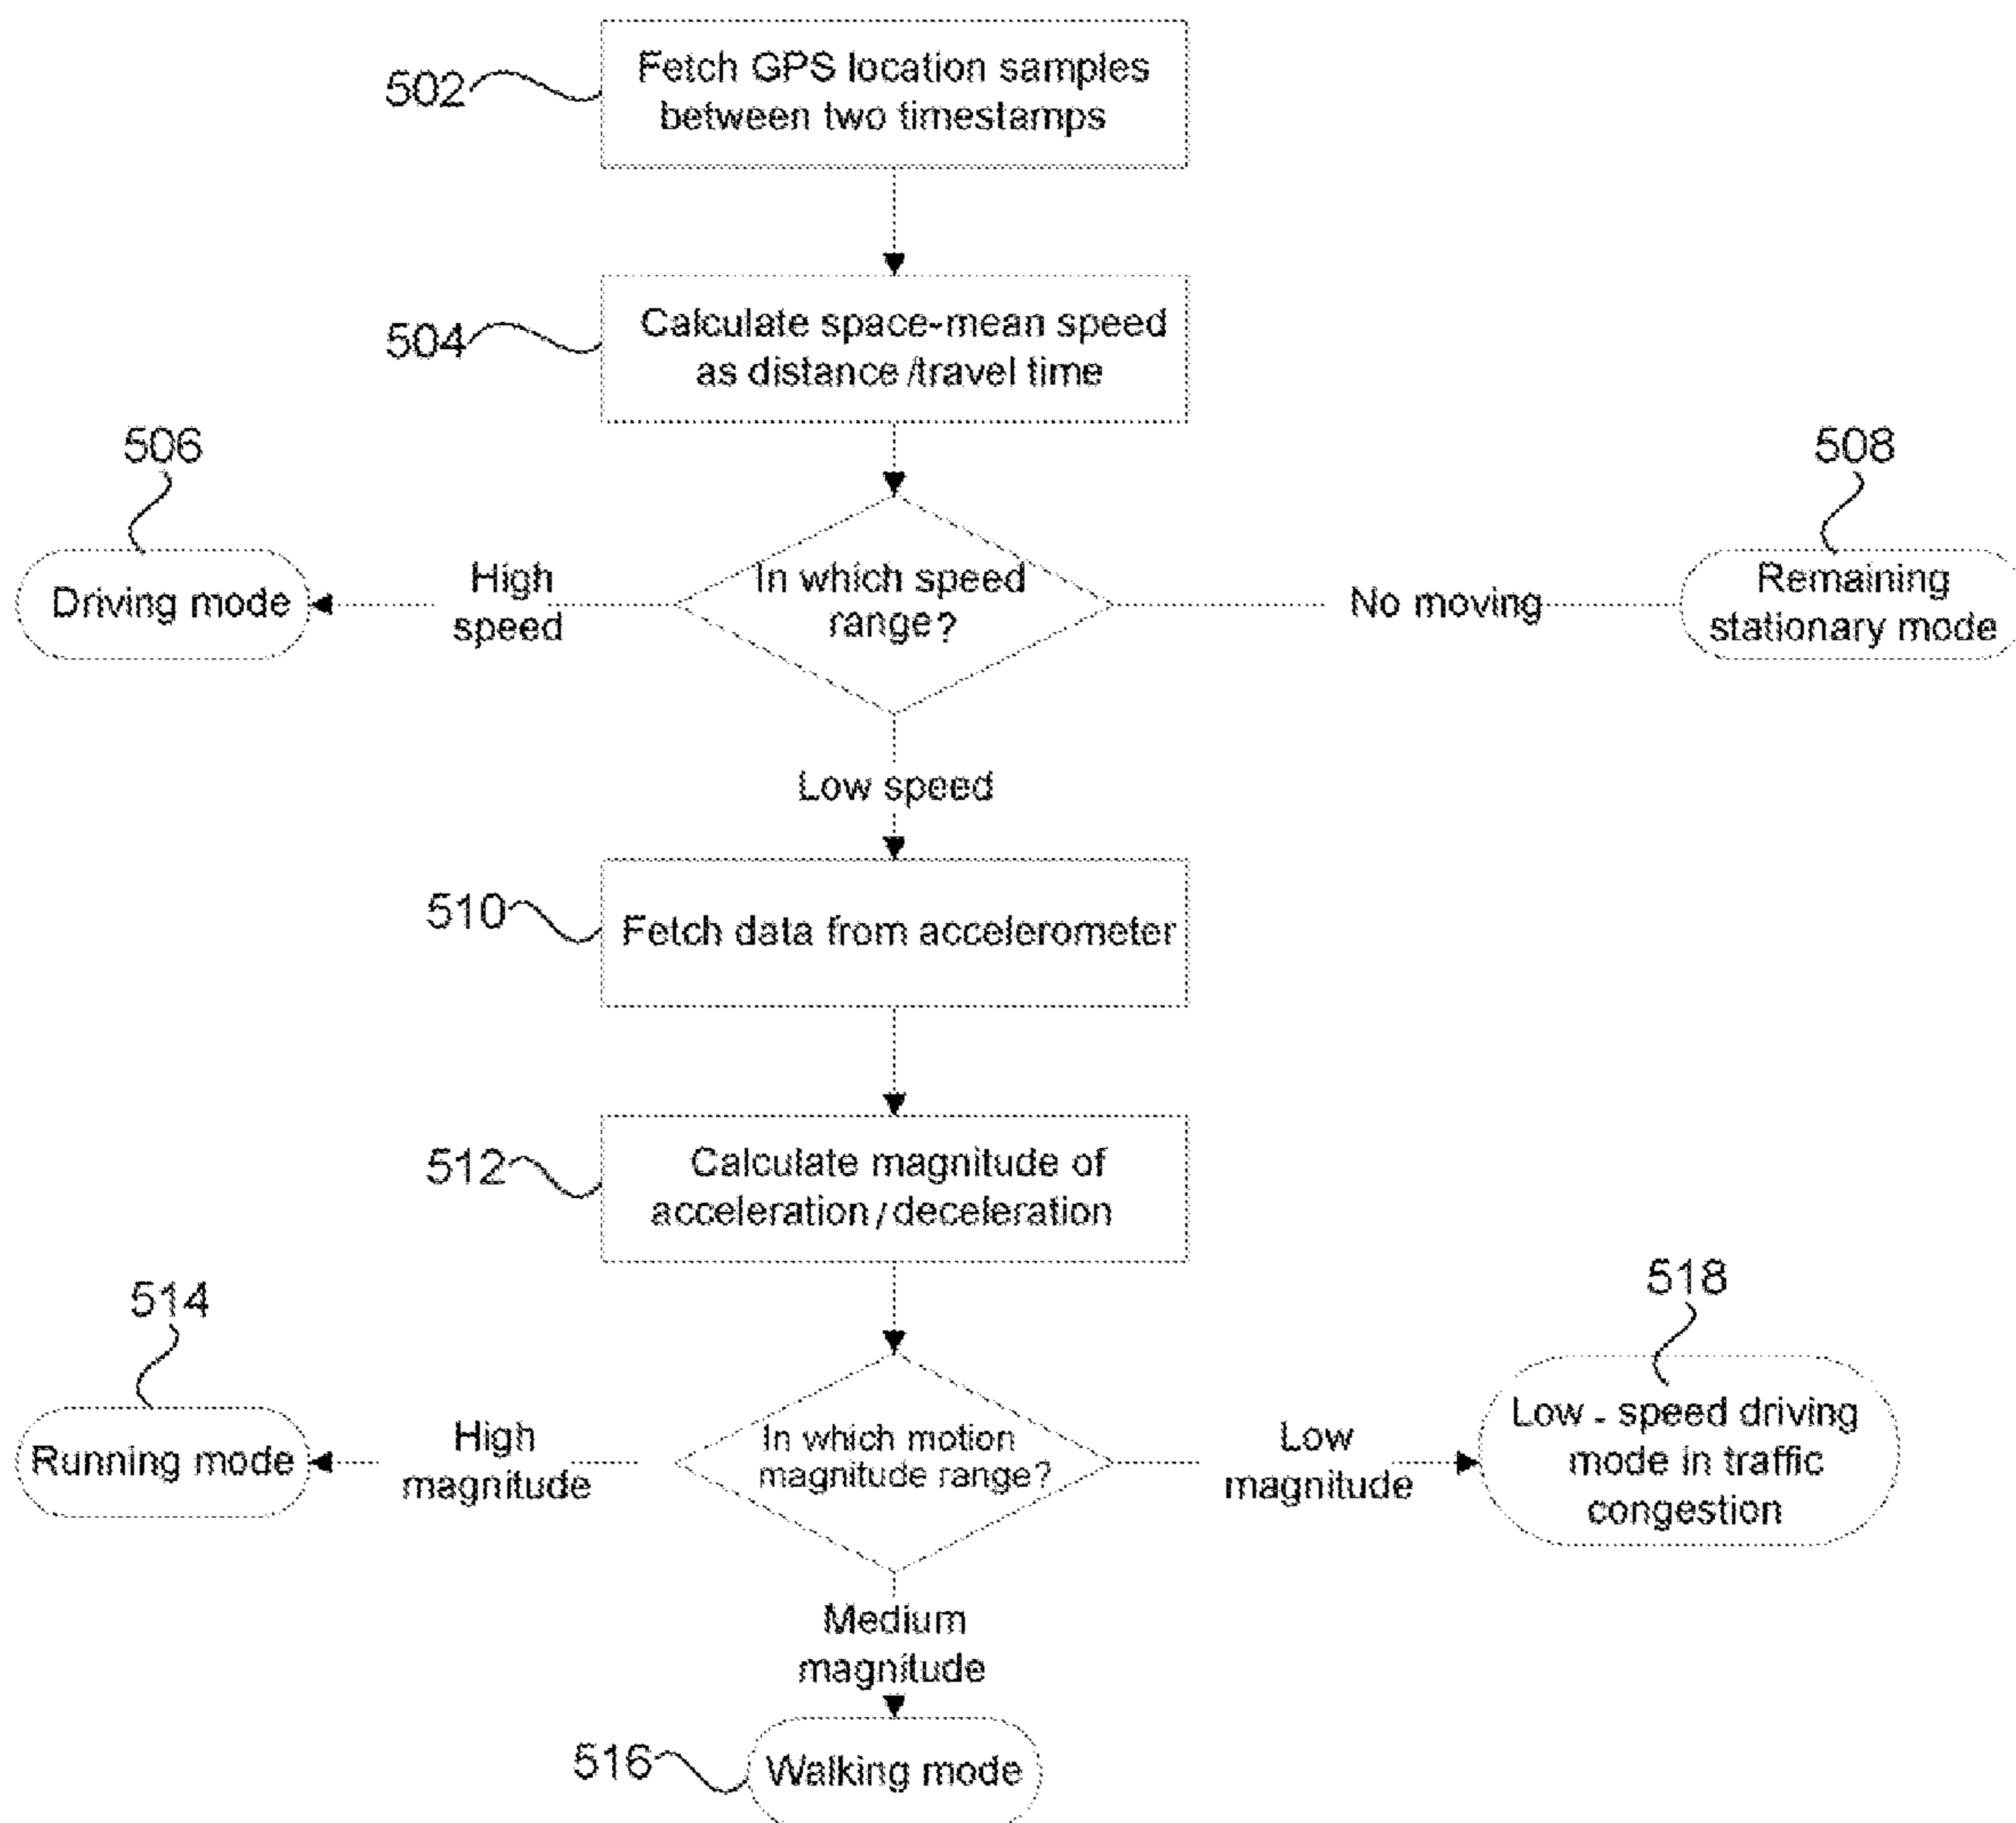 502
Fetch GPS location samples
between two timestamps
504
Calculate space-mean speed
as distance/travel time
506
508
Driving mode
High
speed
In which speed
range?
No moving
Remaining
stationary mode
Low speed
510
Fetch data from accelerometer
512
Calculate magnitude of
acceleration/deceleration
514
518
Running mode
High
magnitude
In which motion
magnitude range?
Low
magnitude
Low - speed driving
mode in traffic
congestion
Medium
magnitude
516
Walking mode